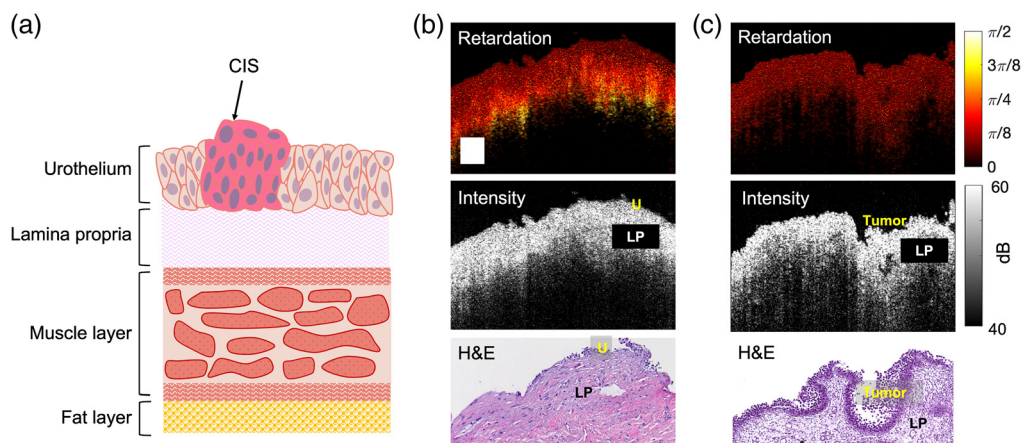 (a)
CIS
Urothelium
Lamina propria
Muscle layer
Fat layer
(b)
Retardation
Intensity
U
LP
H&E
U
LP
(c)
Retardation
π/2
3π/8
π/4
π/8
0
Intensity
Tumor
LP
60
dB
40
H&E
Tumor
LP